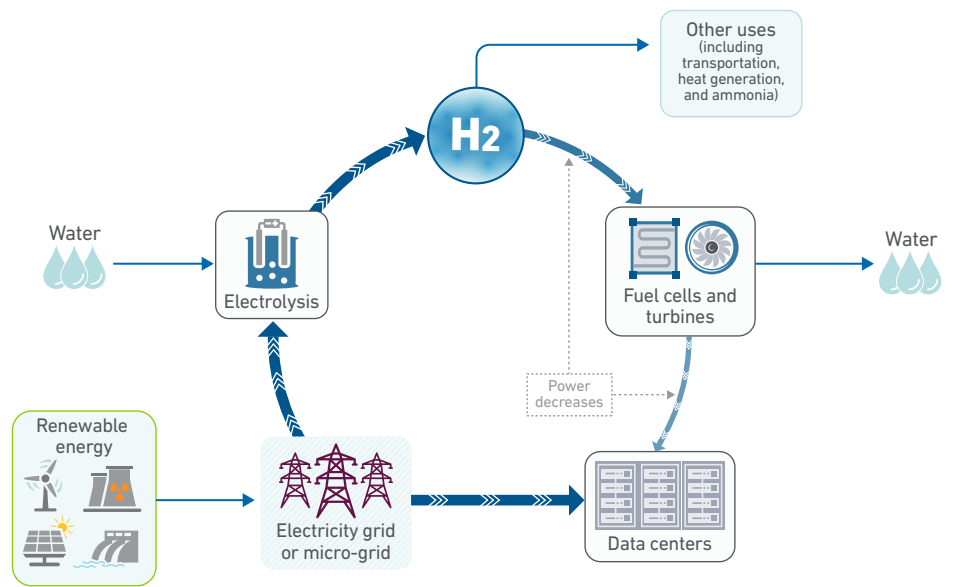 Other uses
(including
transportation,
heat generation,
and ammonia)
H2
Water
Electrolysis
Fuel cells and
turbines
Water
Power
decreases
Renewable
energy
Electricity grid
or micro-grid
Data centers